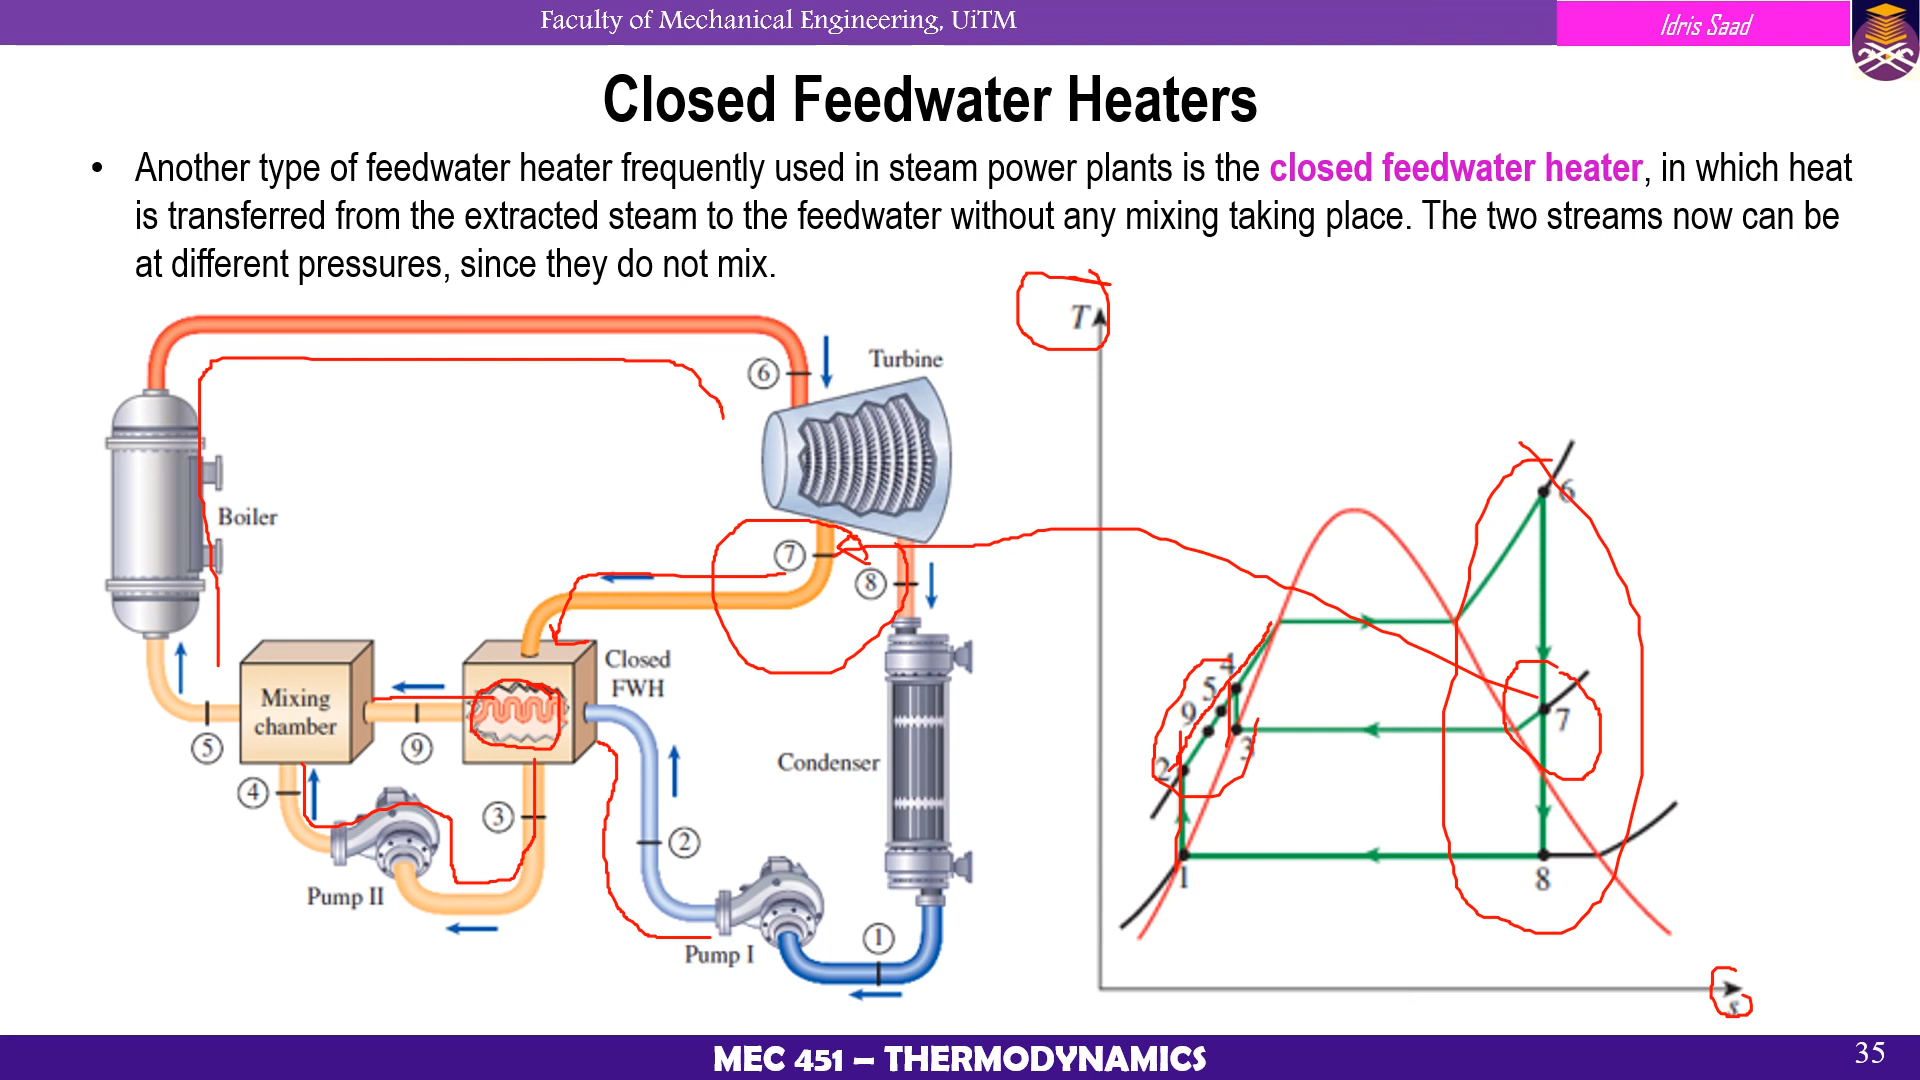 Faculty of Mechanical Engineering, UiTM
Idris Saad
Closed Feedwater Heaters
• Another type of feedwater heater frequently used in steam power plants is the closed feedwater heater, in which heat
is transferred from the extracted steam to the feedwater without any mixing taking place. The two streams now can be
at different pressures, since they do not mix.
Turbine
6
Boiler
7
8
Closed
FWH
Mixing
chamber
5
9
4
3
2
Condenser
Pump II
Pump I
1
T
6
4
5
9
7
3
2
1
8
s
MEC 451 – THERMODYNAMICS
35